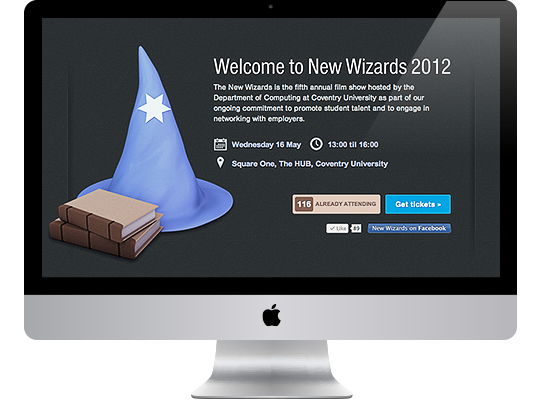 Welcome to New Wizards 2012
The New Wizards is the fifth annual film show hosted by the
Department of Computing at Coventry University as part of our
ongoing commitment to promote student talent and to engage in
networking with employers.
Wednesday 16 May 13:00 til 16:00
Square One, The HUB, Coventry University
116 ALREADY ATTENDING Get tickets »
Like 89 New Wizards on Facebook